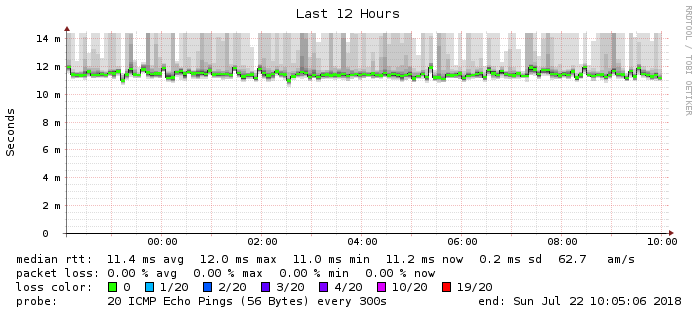 Last 12 Hours
RRDTOOL / TOBI OETIKER
Seconds
14 m
12 m
10 m
8 m
6 m
4 m
2 m
0
00:00 02:00 04:00 06:00 08:00 10:00
median rtt: 11.4 ms avg 12.0 ms max 11.0 ms min 11.2 ms now 0.2 ms sd 62.7 am/s
packet loss: 0.00 % avg 0.00 % max 0.00 % min 0.00 % now
loss color: 0 1/20 2/20 3/20 4/20 10/20 19/20
probe: 20 ICMP Echo Pings (56 Bytes) every 300s end: Sun Jul 22 10:05:06 2018